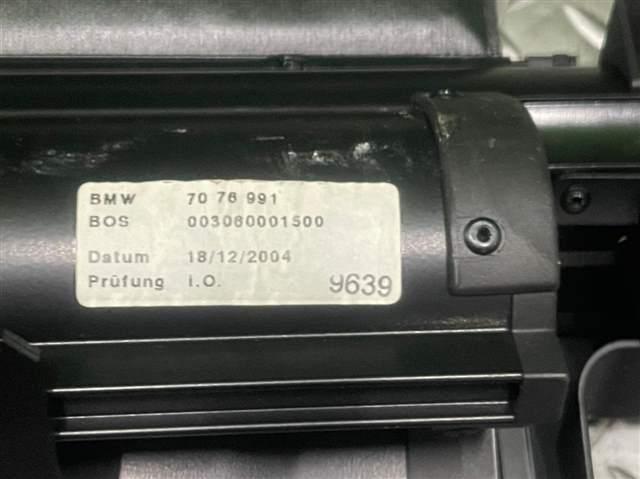 BMW 70 76 991
BOS 003060001500
Datum 18/12/2004
Prüfung i.O. 9639